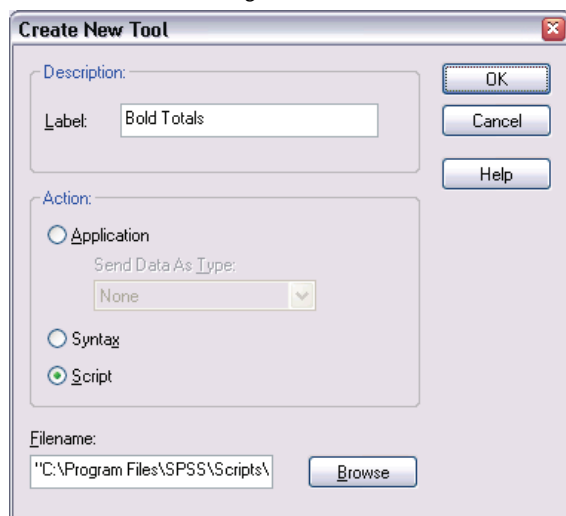 Create New Tool
Description:
Label: Bold Totals
OK
Cancel
Help
Action:
Application
Send Data As Type:
None
Syntax
Script
Filename:
"C:\Program Files\SPSS\Scripts\
Browse